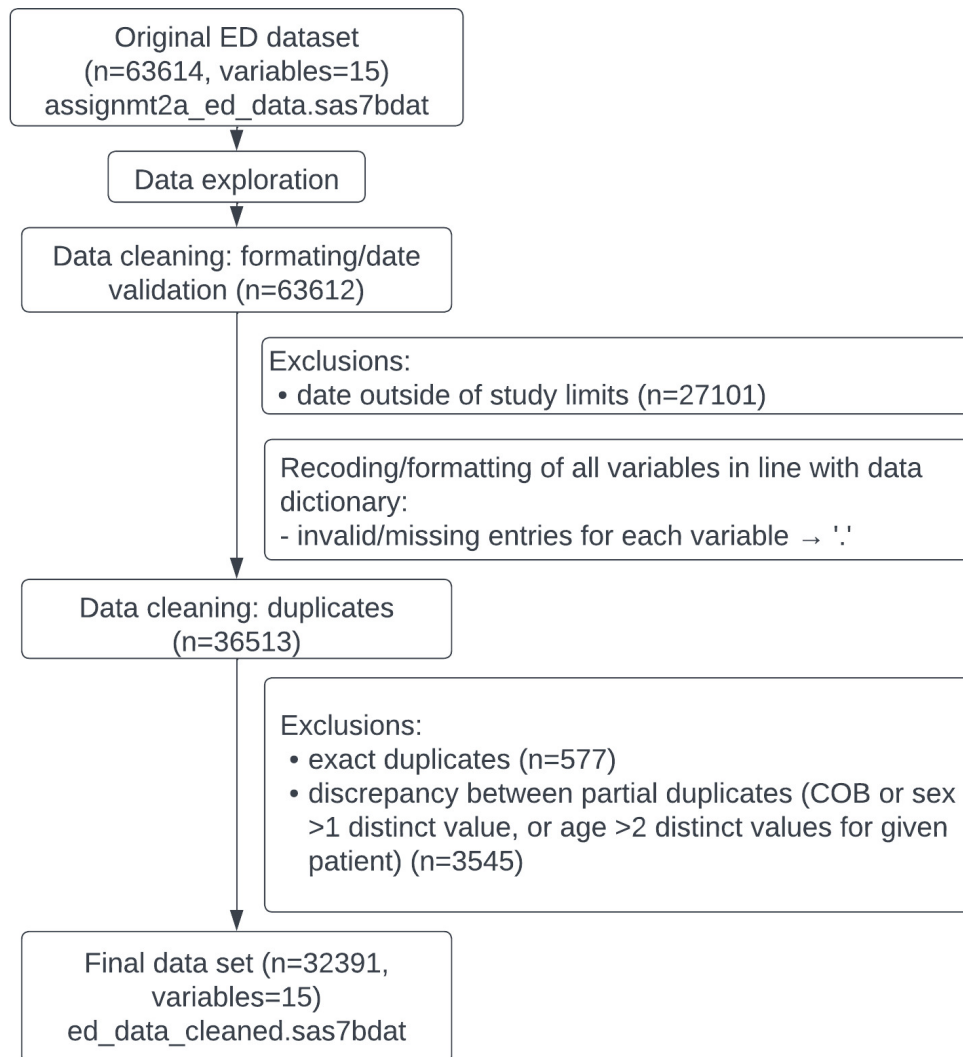 Original ED dataset
(n=63614, variables=15)
assignmt2a_ed_data.sas7bdat
Data exploration
Data cleaning: formating/date
validation (n=63612)
Exclusions:
• date outside of study limits (n=27101)
Recoding/formatting of all variables in line with data
dictionary:
- invalid/missing entries for each variable → '.'
Data cleaning: duplicates
(n=36513)
Exclusions:
• exact duplicates (n=577)
• discrepancy between partial duplicates (COB or sex
>1 distinct value, or age >2 distinct values for given
patient) (n=3545)
Final data set (n=32391,
variables=15)
ed_data_cleaned.sas7bdat